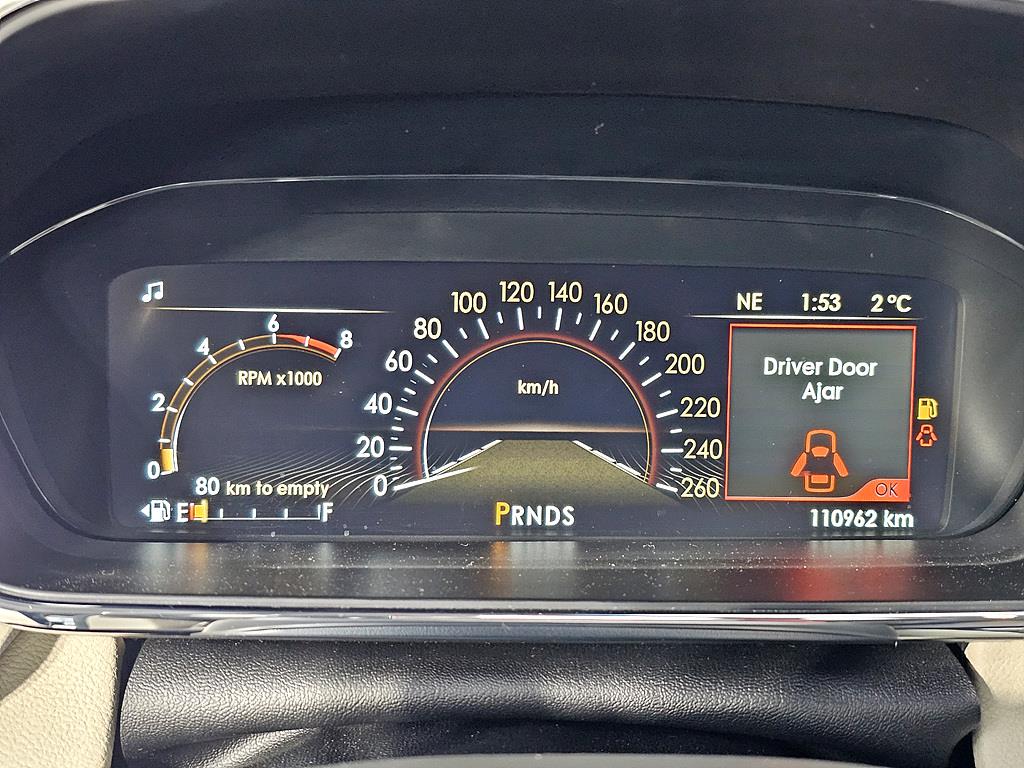 NE 1:53 2 ºC
0 2 4 6 8
RPM x1000
0 20 40 60 80 100 120 140 160 180 200 220 240 260
km/h
Driver Door
Ajar
OK
80 km to empty
E F
PRNDS
110962 km